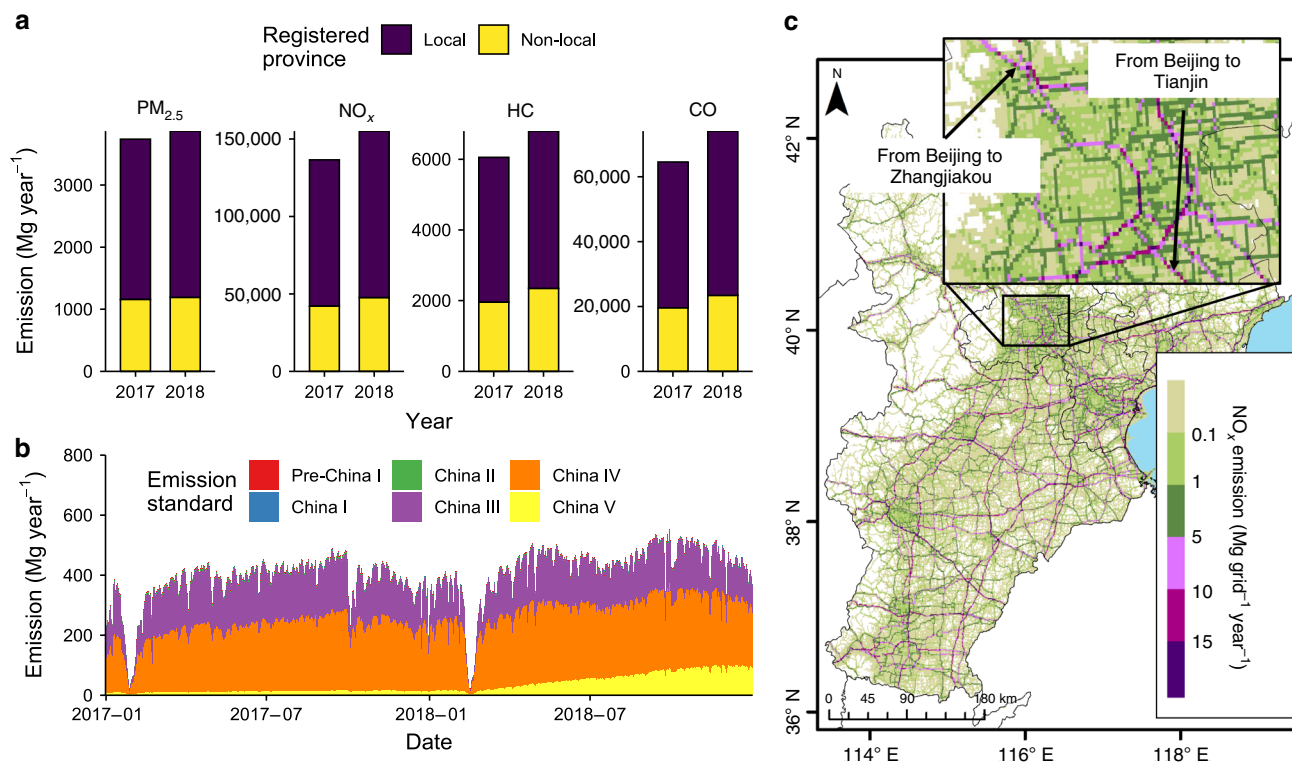 a
Registered province
Local
Non-local
PM2.5
NOx
HC
CO
Emission (Mg year−1)
3000
2000
1000
0
150,000
100,000
50,000
0
6000
4000
2000
0
60,000
40,000
20,000
0
2017 2018
2017 2018
2017 2018
2017 2018
Year
b
Emission standard
Pre-China I
China I
China II
China III
China IV
China V
Emission (Mg year−1)
800
600
400
200
0
2017–01
2017–07
2018–01
2018–07
Date
c
N
From Beijing to
Tianjin
From Beijing to
Zhangjiakou
42° N
40° N
38° N
36° N
0.1
1
5
10
15
NOx emission (Mg grid−1 year−1)
0 45 90 180 km
114° E
116° E
118° E